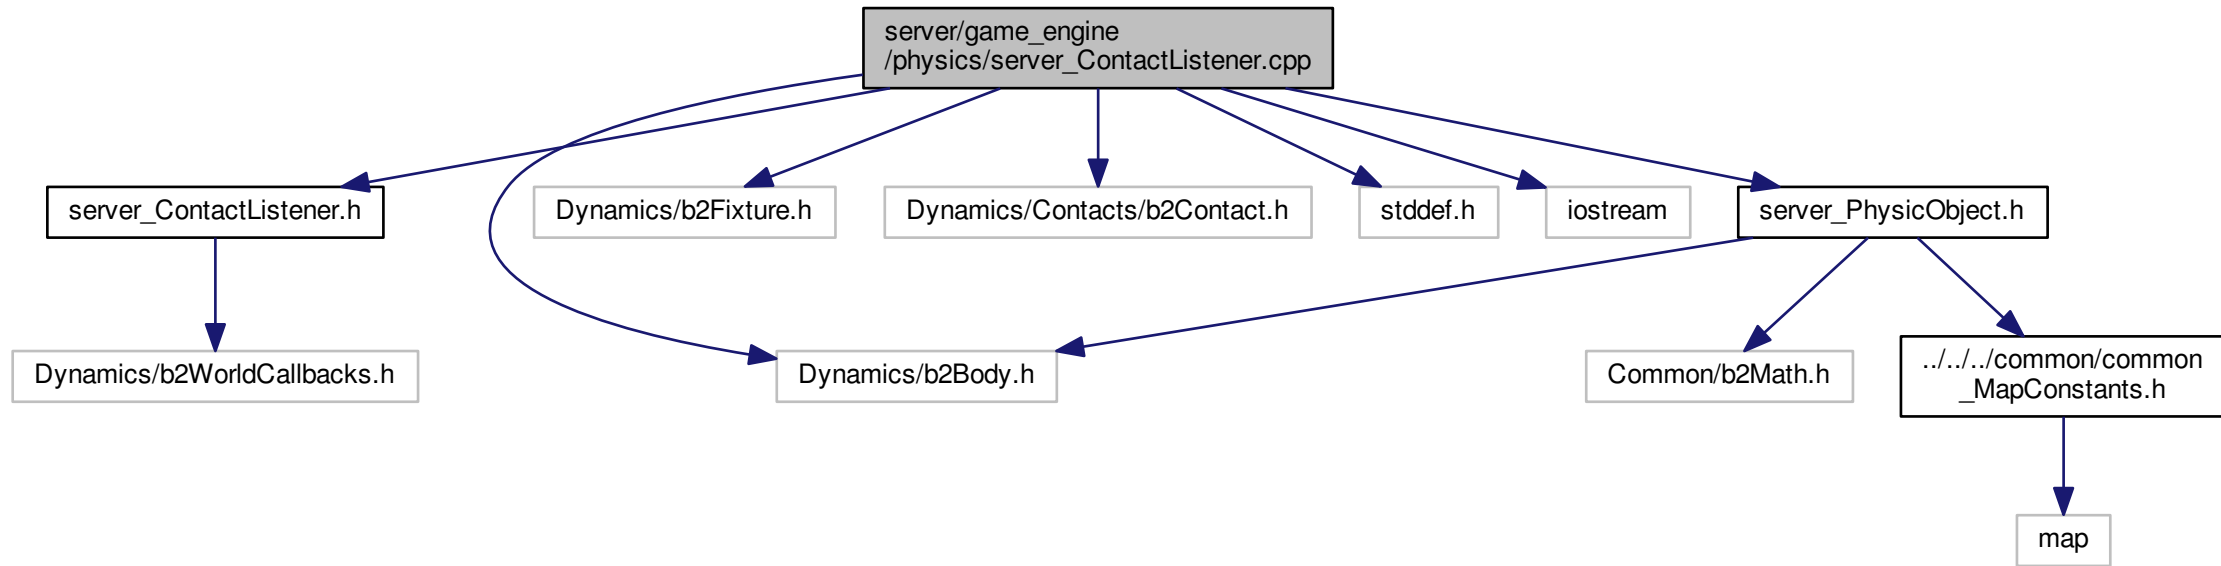 server/game_engine
/physics/server_ContactListener.cpp
server_ContactListener.h
Dynamics/b2Fixture.h
Dynamics/Contacts/b2Contact.h
stddef.h
iostream
server_PhysicObject.h
Dynamics/b2WorldCallbacks.h
Dynamics/b2Body.h
Common/b2Math.h
../../../common/common
_MapConstants.h
map